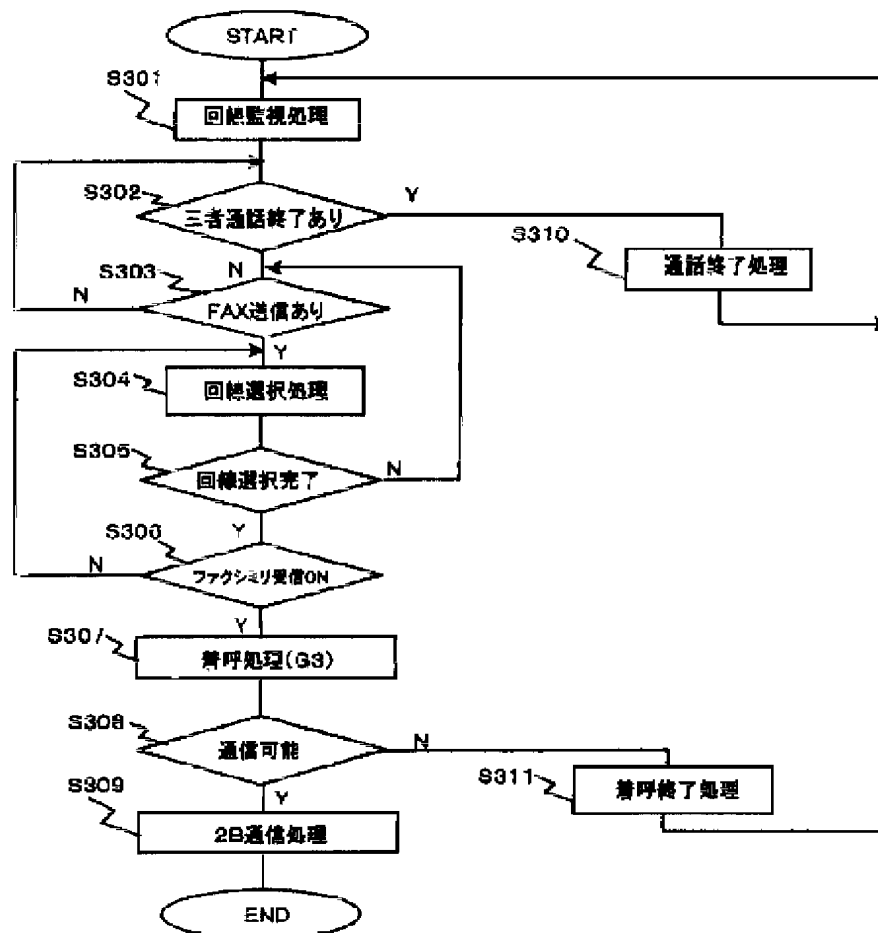 START
S301
回線監視処理
S302
三者通話終了あり
Y
S310
通話終了処理
S303
N
N
FAX送信あり
Y
S304
回線選択処理
S305
回線選択完了
N
Y
S306
N
ファクシミリ受信ON
Y
S307
着呼処理(G3)
S308
通信可能
N
S311
着呼終了処理
S309
Y
2B通信処理
END